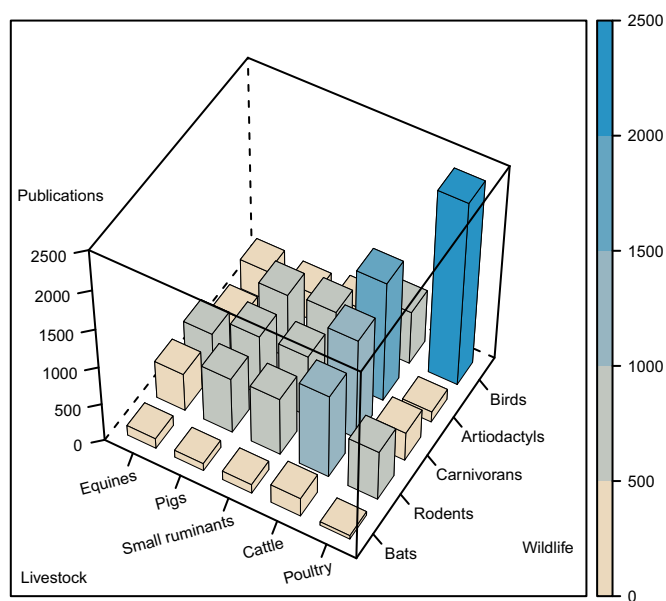 2500
2000
1500
1000
500
0
Publications
2500
2000
1500
1000
500
0
Equines
Pigs
Small ruminants
Cattle
Poultry
Birds
Artiodactyls
Carnivorans
Rodents
Bats
Livestock
Wildlife